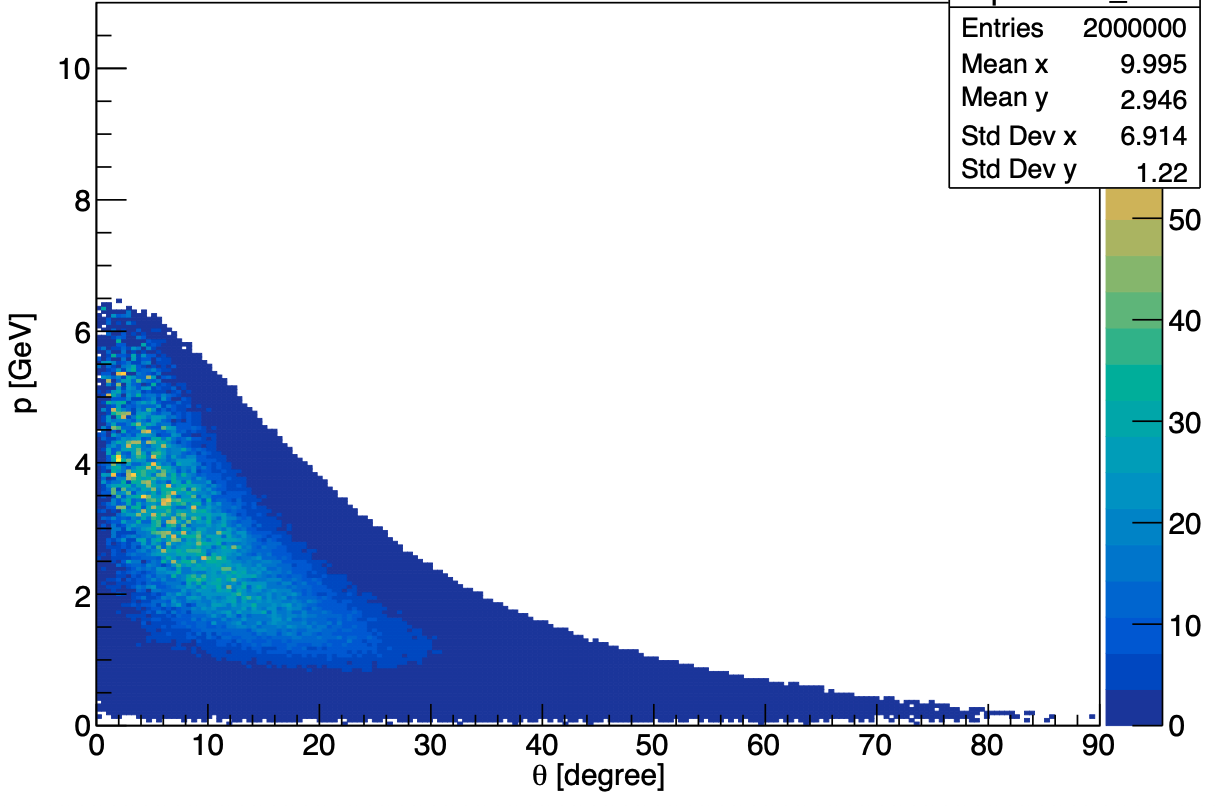 Entries 2000000
Mean x 9.995
Mean y 2.946
Std Dev x 6.914
Std Dev y 1.22
10
8
6
4
2
0
p [GeV]
0 10 20 30 40 50 60 70 80 90
θ [degree]
50
40
30
20
10
0